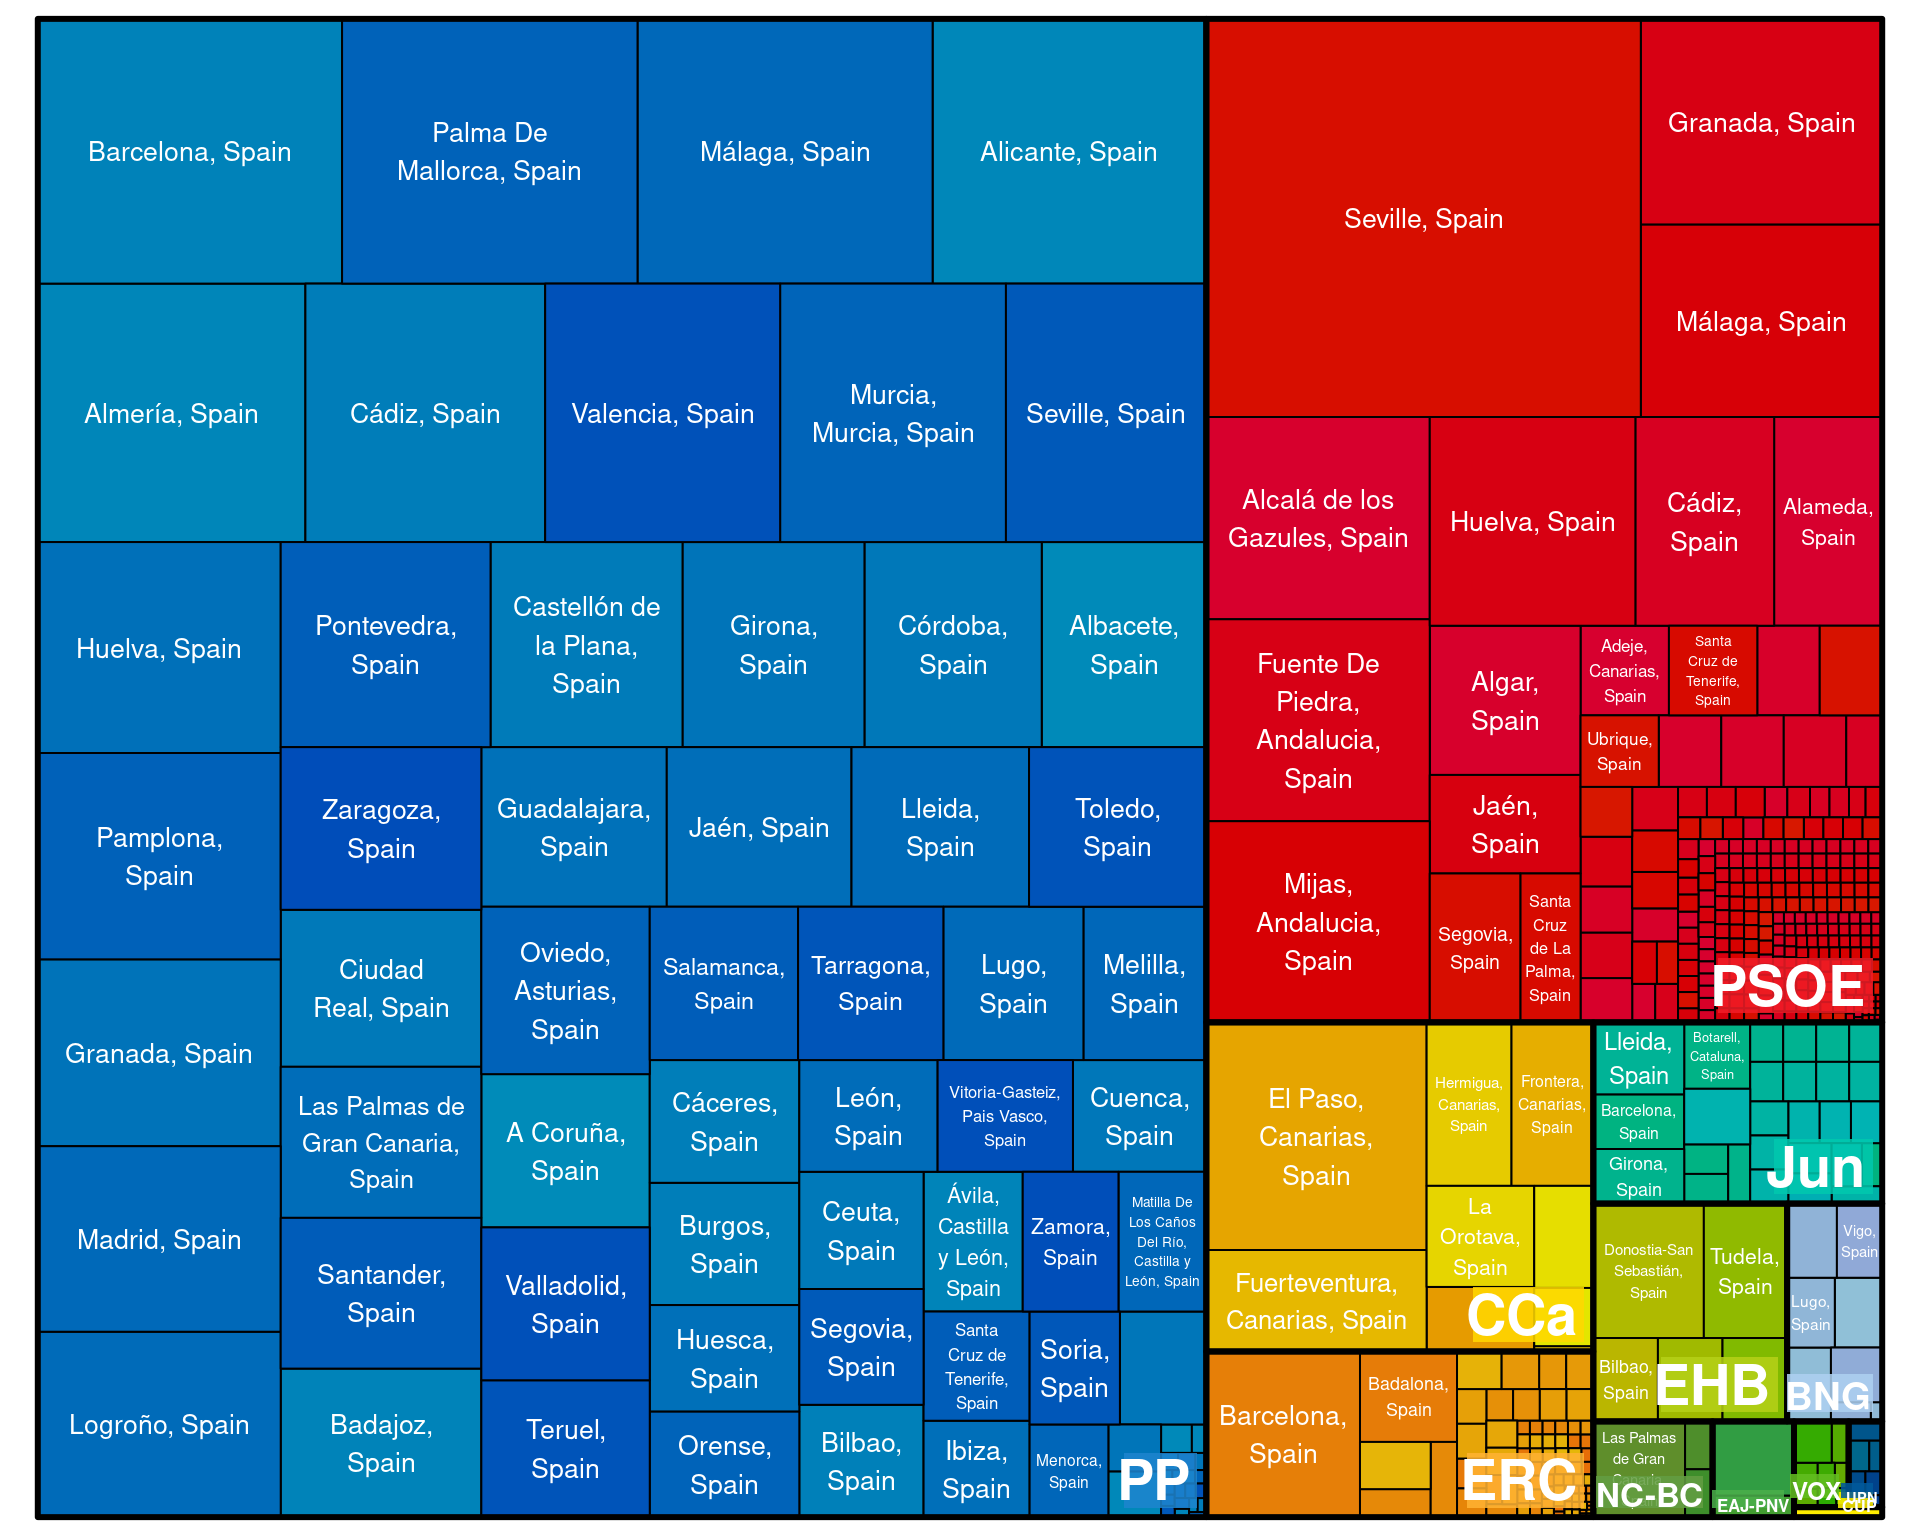 Barcelona, Spain
Palma De
Mallorca, Spain
Málaga, Spain
Alicante, Spain
Almería, Spain
Cádiz, Spain
Valencia, Spain
Murcia,
Murcia, Spain
Seville, Spain
Huelva, Spain
Pontevedra,
Spain
Castellón de
la Plana,
Spain
Girona,
Spain
Córdoba,
Spain
Albacete,
Spain
Pamplona,
Spain
Zaragoza,
Spain
Guadalajara,
Spain
Jaén, Spain
Lleida,
Spain
Toledo,
Spain
Granada, Spain
Ciudad
Real, Spain
Oviedo,
Asturias,
Spain
Salamanca,
Spain
Tarragona,
Spain
Lugo,
Spain
Melilla,
Spain
Las Palmas de
Gran Canaria,
Spain
A Coruña,
Spain
Cáceres,
Spain
León,
Spain
Vitoria-Gasteiz,
Pais Vasco,
Spain
Cuenca,
Spain
Madrid, Spain
Santander,
Spain
Valladolid,
Spain
Burgos,
Spain
Ceuta,
Spain
Ávila,
Castilla
y León,
Spain
Zamora,
Spain
Matilla De
Los Caños
Del Río,
Castilla y
León, Spain
Logroño, Spain
Badajoz,
Spain
Teruel,
Spain
Huesca,
Spain
Orense,
Spain
Segovia,
Spain
Bilbao,
Spain
Santa
Cruz de
Tenerife,
Spain
Ibiza,
Spain
Soria,
Spain
Menorca,
Spain
PP
Seville, Spain
Granada, Spain
Málaga, Spain
Alcalá de los
Gazules, Spain
Huelva, Spain
Cádiz,
Spain
Alameda,
Spain
Fuente De
Piedra,
Andalucia,
Spain
Algar,
Spain
Adeje,
Canarias,
Spain
Santa
Cruz de
Tenerife,
Spain
Ubrique,
Spain
Jaén,
Spain
Mijas,
Andalucia,
Spain
Segovia,
Spain
Santa
Cruz
de La
Palma,
Spain
PSOE
El Paso,
Canarias,
Spain
Hermigua,
Canarias,
Spain
Frontera,
Canarias,
Spain
La
Orotava,
Spain
Fuerteventura,
Canarias, Spain
CCa
Barcelona,
Spain
Badalona,
Spain
ERC
Lleida,
Spain
Botarell,
Cataluna,
Spain
Barcelona,
Spain
Girona,
Spain
Jun
Donostia-San
Sebastián,
Spain
Tudela,
Spain
Bilbao,
Spain
EHB
Vigo,
Spain
Lugo,
Spain
BNG
Las Palmas
de Gran
Canaria,
NC-BC
EAJ-PNV
VOX
UPN
CUP